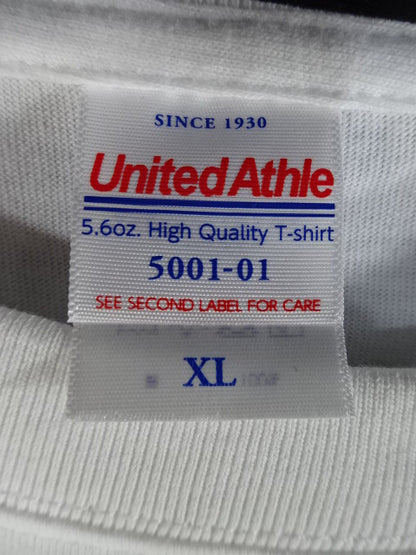 SINCE 1930
United Athle
5.6oz. High Quality T-shirt
5001-01
SEE SECOND LABEL FOR CARE
XL